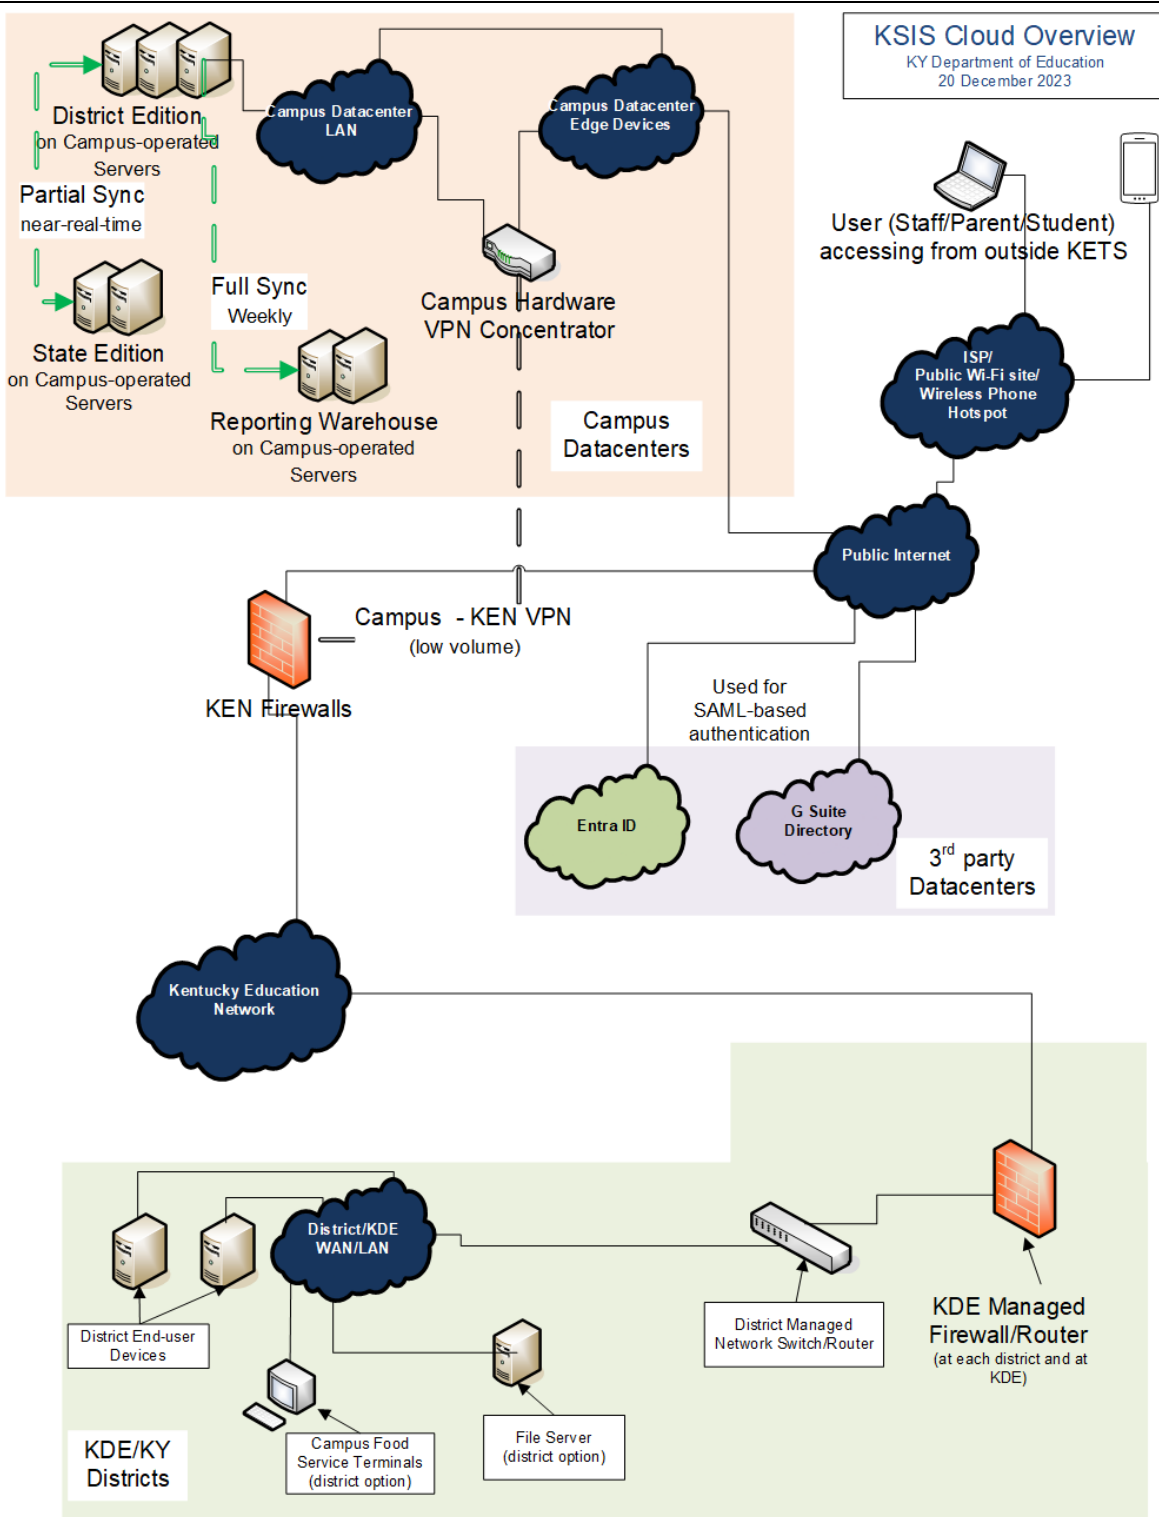 KSIS Cloud Overview
KY Department of Education
20 December 2023
District Edition
on Campus-operated
Servers
Partial Sync
near-real-time
State Edition
on Campus-operated
Servers
Full Sync
Weekly
Reporting Warehouse
on Campus-operated
Servers
Campus Datacenter
LAN
Campus Datacenter
Edge Devices
Campus Hardware
VPN Concentrator
Campus
Datacenters
User (Staff/Parent/Student)
accessing from outside KETS
ISP/
Public Wi-Fi site/
Wireless Phone
Hotspot
Public Internet
Campus - KEN VPN
(low volume)
KEN Firewalls
Used for
SAML-based
authentication
Entra ID
G Suite
Directory
3rd party
Datacenters
Kentucky Education
Network
District/KDE
WAN/LAN
District End-user
Devices
District Managed
Network Switch/Router
KDE Managed
Firewall/Router
(at each district and at
KDE)
Campus Food
Service Terminals
(district option)
File Server
(district option)
KDE/KY
Districts